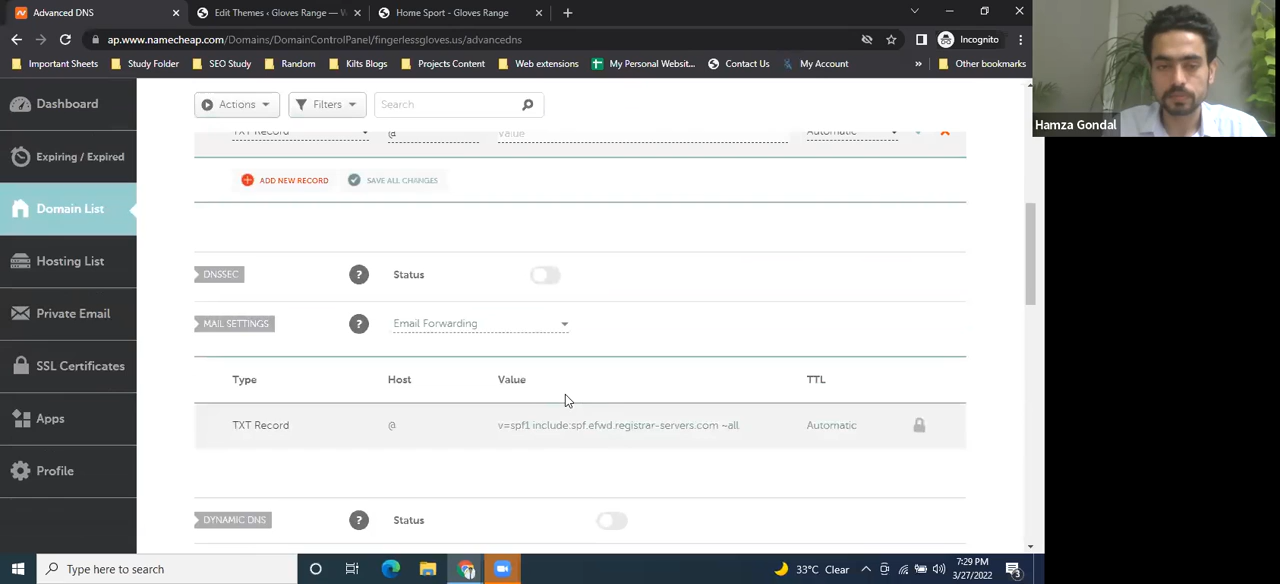 Advanced DNS
Edit Themes ‹ Gloves Range — W
Home Sport - Gloves Range
ap.www.namecheap.com/Domains/DomainControlPanel/fingerlessgloves.us/advancedns
Incognito
Important Sheets
Study Folder
SEO Study
Random
Kilts Blogs
Projects Content
Web extensions
My Personal Websit...
Contact Us
My Account
»
Other bookmarks
Dashboard
Expiring / Expired
Domain List
Hosting List
Private Email
SSL Certificates
Apps
Profile
Actions
Filters
Search
TXT Record @ Value Automatic
ADD NEW RECORD SAVE ALL CHANGES
DNSSEC ? Status
MAIL SETTINGS ? Email Forwarding
Type Host Value TTL
TXT Record @ v=spf1 include:spf.efwd.registrar-servers.com ~all Automatic
DYNAMIC DNS ? Status
Hamza Gondal
Type here to search
33°C Clear
7:29 PM
3/27/2022
3